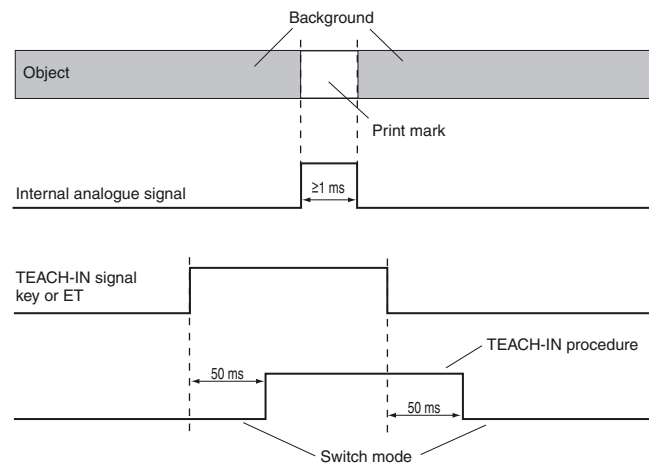 Background
Object
Print mark
≥1 ms
Internal analogue signal
TEACH-IN signal
key or ET
TEACH-IN procedure
50 ms
50 ms
Switch mode